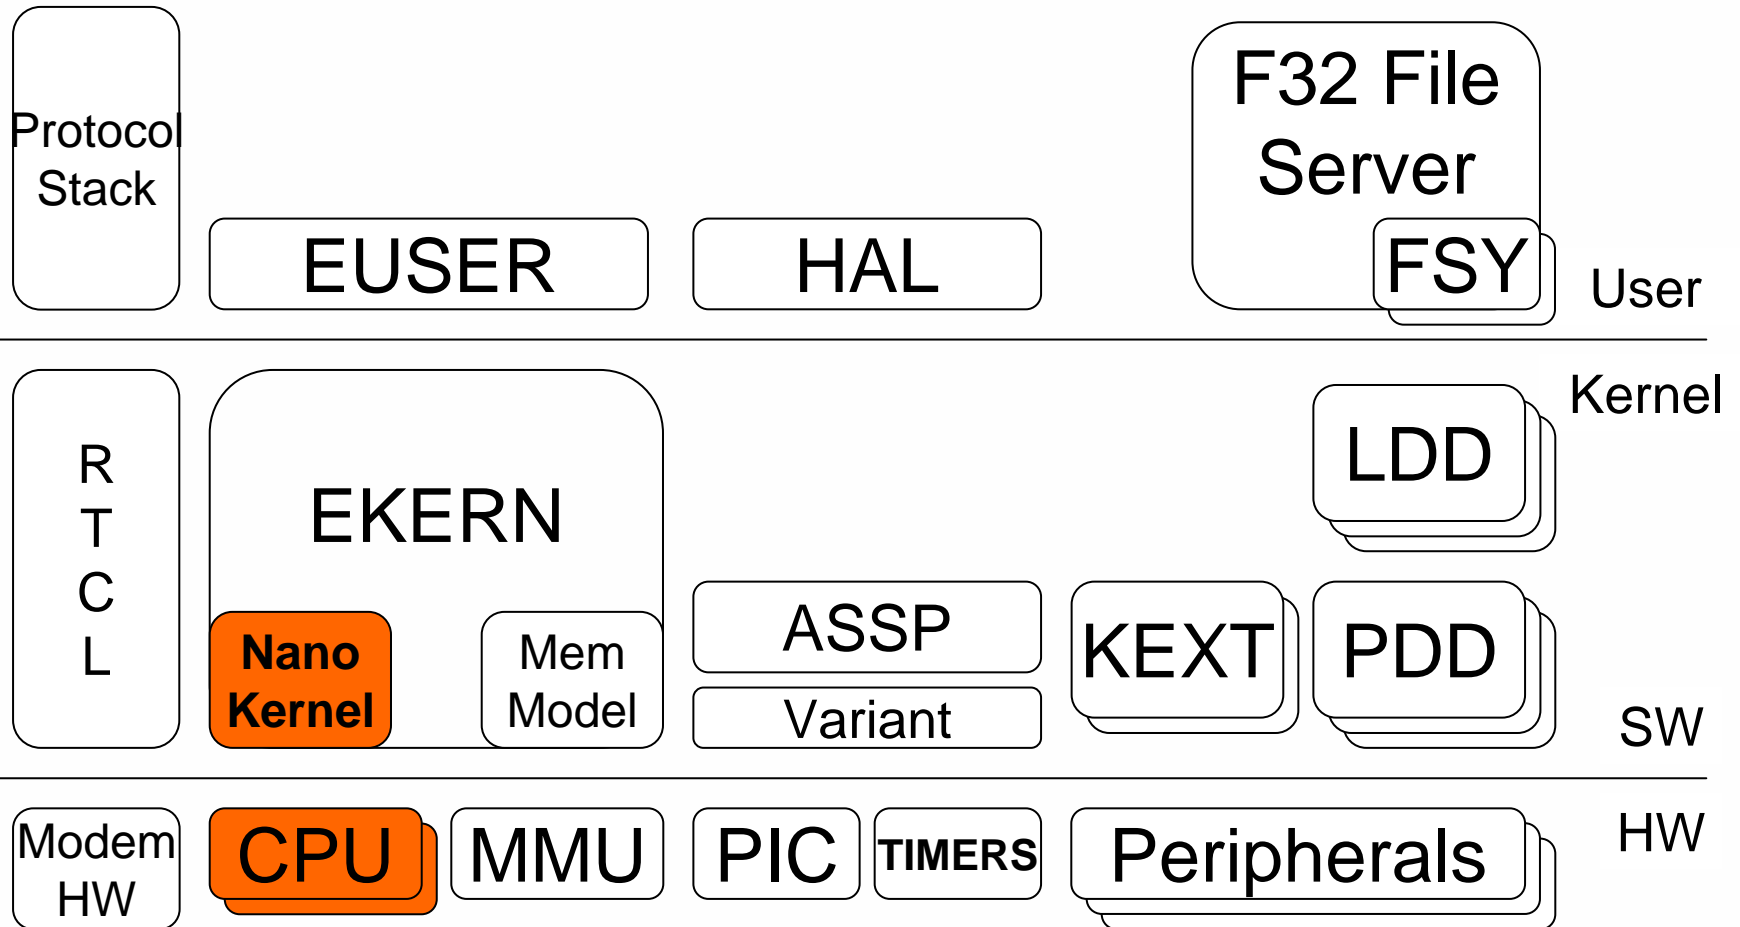 Protocol
Stack
EUSER
HAL
F32 File
Server
FSY
User
Kernel
R
T
C
L
EKERN
Nano
Kernel
Mem
Model
ASSP
Variant
KEXT
LDD
PDD
SW
HW
Modem
HW
CPU
MMU
PIC
TIMERS
Peripherals